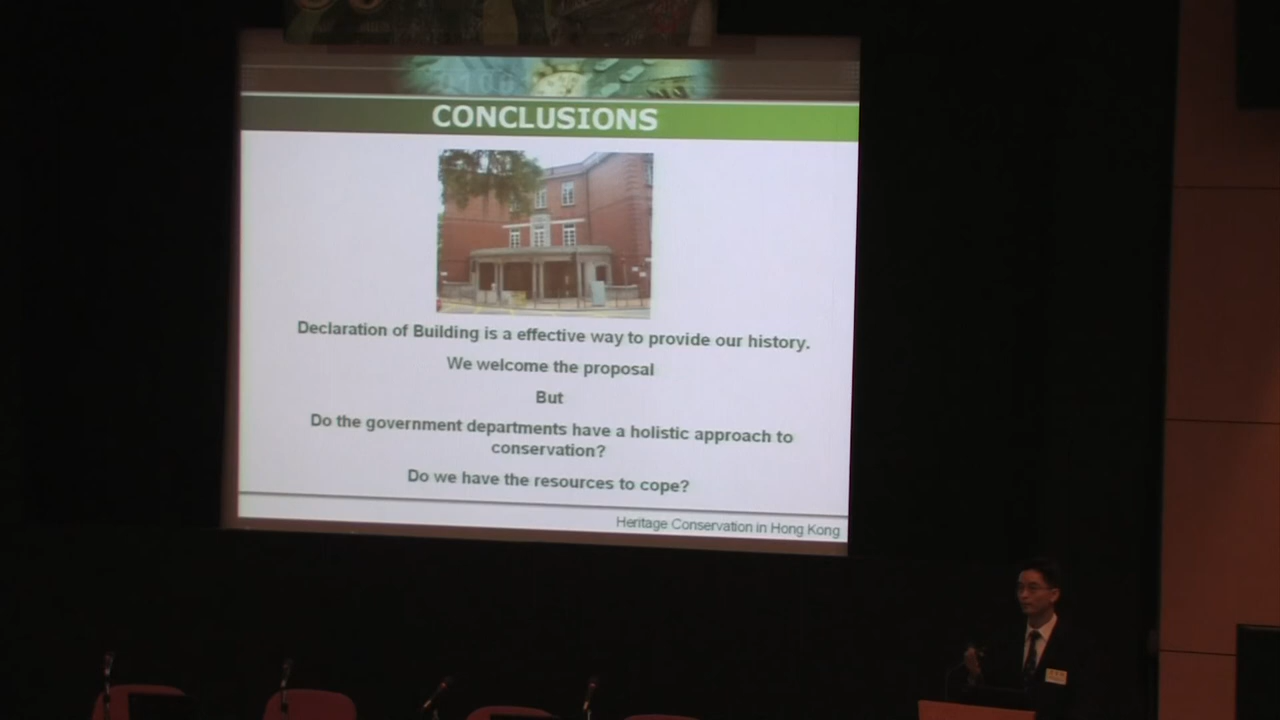 CONCLUSIONS
Declaration of Building is a effective way to provide our history.
We welcome the proposal
But
Do the government departments have a holistic approach to
conservation?
Do we have the resources to cope?
Heritage Conservation in Hong Kong